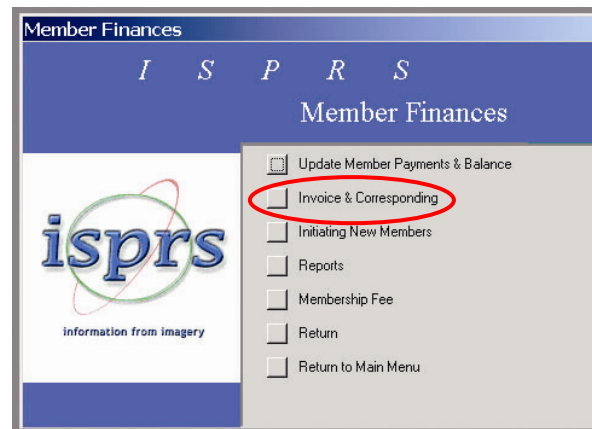 Member Finances
I S P R S
Member Finances
Update Member Payments & Balance
Invoice & Corresponding
Initiating New Members
Reports
Membership Fee
Return
Return to Main Menu
isprs
information from imagery